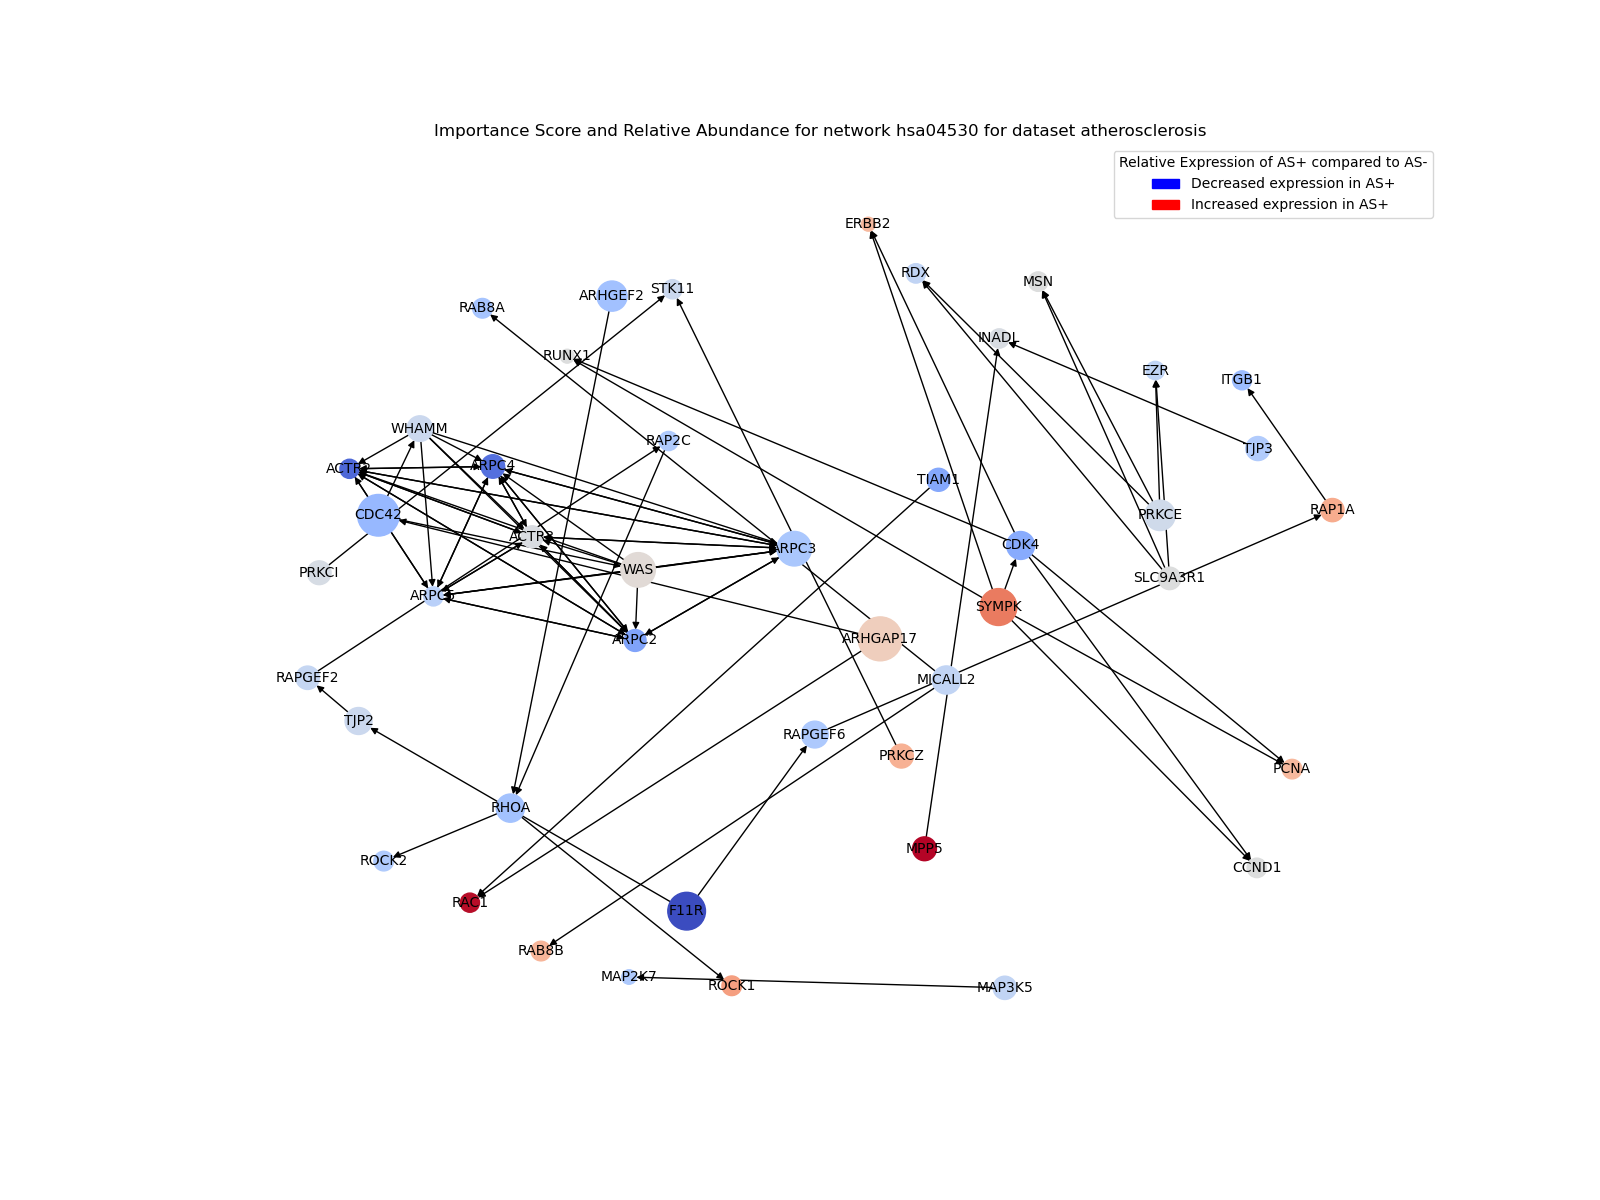 Importance Score and Relative Abundance for network hsa04530 for dataset atherosclerosis
Relative Expression of AS+ compared to AS-
Decreased expression in AS+
Increased expression in AS+
ERBB2
RDX
MSN
STK11
ARHGEF2
RAB8A
INADL
RUNX1
EZR
ITGB1
WHAMM
RAP2C
TJP3
ACTR2
ARPC4
TIAM1
CDC42
PRKCE
RAP1A
ACTR3
ARPC3
CDK4
PRKCI
WAS
SLC9A3R1
ARPC5
SYMPK
ARPC2
ARHGAP17
RAPGEF2
MICALL2
TJP2
RAPGEF6
PRKCZ
PCNA
RHOA
MPP5
ROCK2
CCND1
RAC1
F11R
RAB8B
MAP2K7
ROCK1
MAP3K5